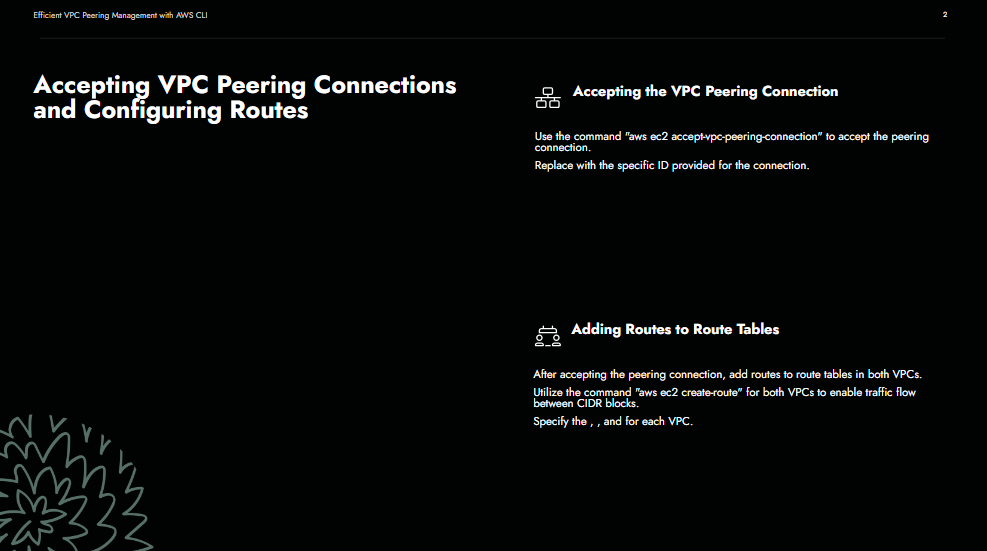 Efficient VPC Peering Management with AWS CLI
2
Accepting VPC Peering Connections
and Configuring Routes
Accepting the VPC Peering Connection
Use the command "aws ec2 accept-vpc-peering-connection" to accept the peering
connection.
Replace with the specific ID provided for the connection.
Adding Routes to Route Tables
After accepting the peering connection, add routes to route tables in both VPCs.
Utilize the command "aws ec2 create-route" for both VPCs to enable traffic flow
between CIDR blocks.
Specify the , , and for each VPC.